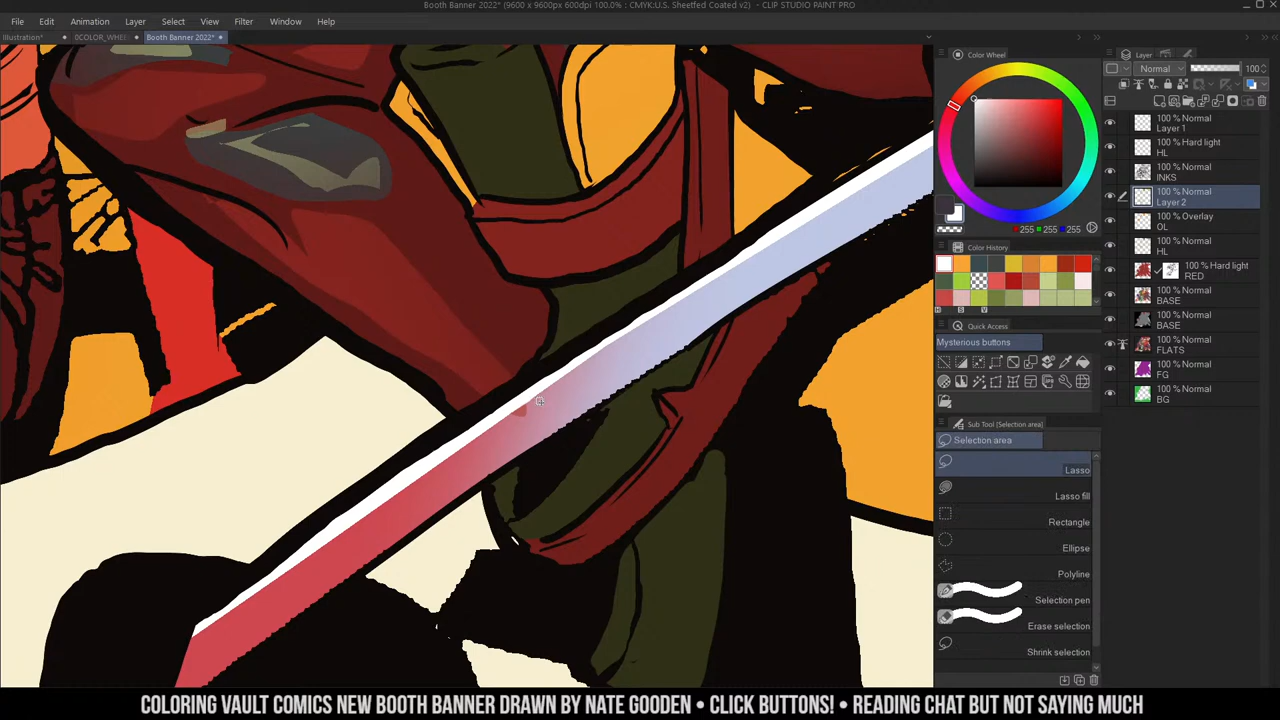 Booth Banner 2022* (9600 x 9600px 600dpi 100.0% : CMYK:U.S. Sheetfed Coated v2) - CLIP STUDIO PAINT PRO
File Edit Animation Layer Select View Filter Window Help
Illustration* 0COLOR_WHEE Booth Banner 2022*
Color Wheel
255 255 255
Color History
H S V
Quick Access
Mysterious buttons
Sub Tool [Selection area]
Selection area
Lasso
Lasso fill
Rectangle
Ellipse
Polyline
Selection pen
Erase selection
Shrink selection
Layer
Normal 100
100 % Normal
Layer 1
100 % Hard light
HL
100 % Normal
INKS
100 % Normal
Layer 2
100 % Overlay
OL
100 % Normal
HL
100 % Hard light
RED
100 % Normal
BASE
100 % Normal
BASE
100 % Normal
FLATS
100 % Normal
FG
100 % Normal
BG
COLORING VAULT COMICS NEW BOOTH BANNER DRAWN BY NATE GOODEN • CLICK BUTTONS! • READING CHAT BUT NOT SAYING MUCH